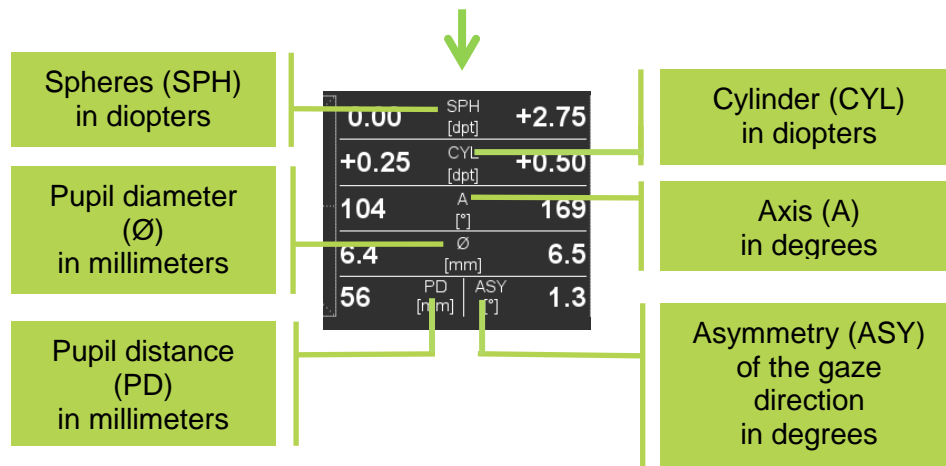 Spheres (SPH)
in diopters
Pupil diameter
(Ø)
in millimeters
Pupil distance
(PD)
in millimeters
0.00 SPH [dpt] +2.75
+0.25 CYL [dpt] +0.50
104 A [°] 169
6.4 Ø [mm] 6.5
56 PD [mm] ASY [°] 1.3
Cylinder (CYL)
in diopters
Axis (A)
in degrees
Asymmetry (ASY)
of the gaze
direction
in degrees